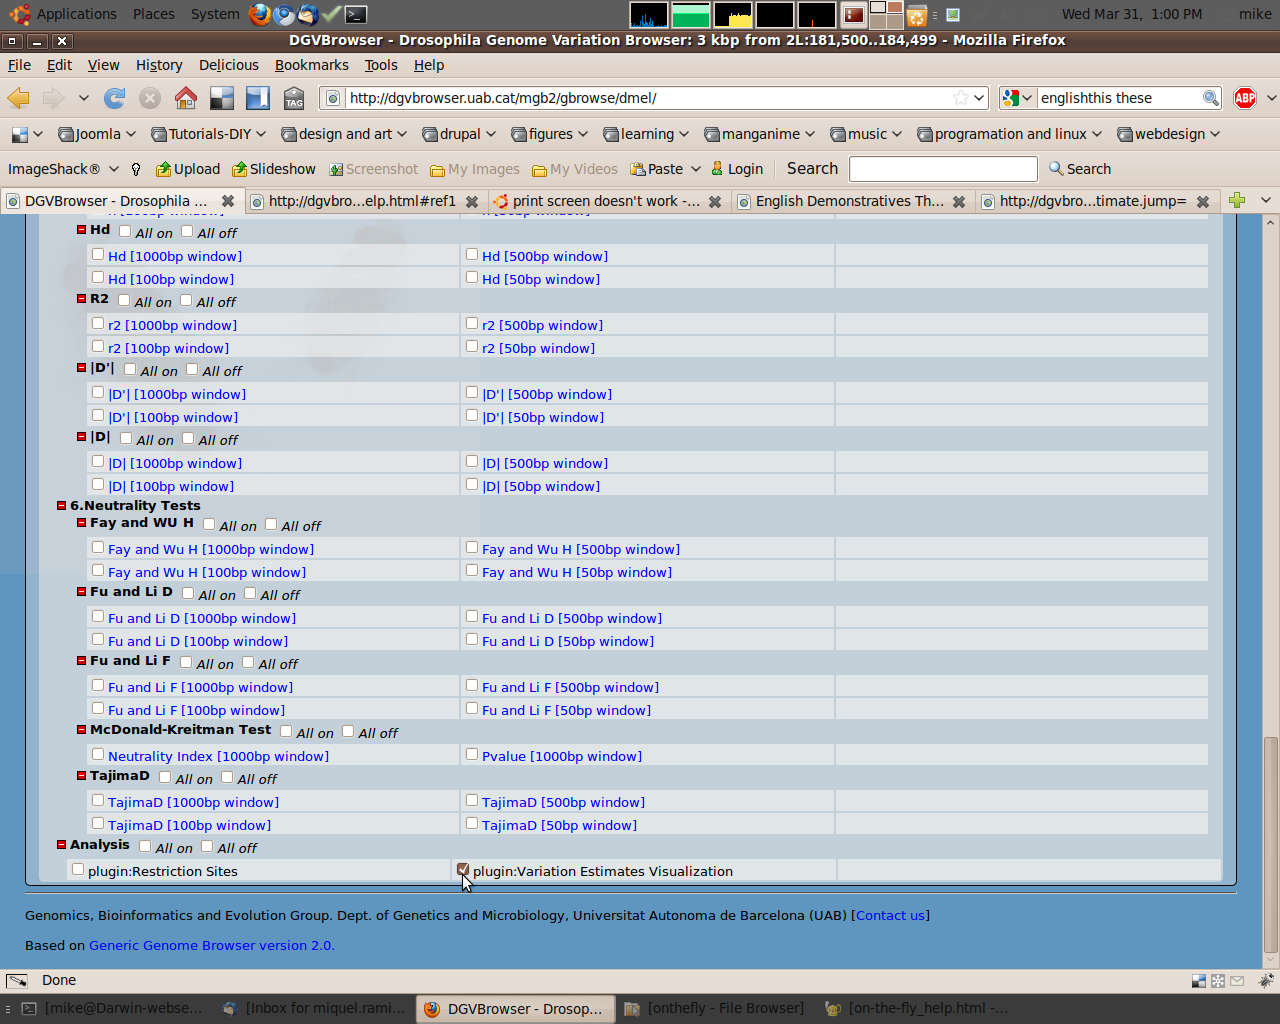 Applications Places System Wed Mar 31, 1:00 PM mike
DGVBrowser - Drosophila Genome Variation Browser: 3 kbp from 2L:181,500..184,499 - Mozilla Firefox
File Edit View History Delicious Bookmarks Tools Help
TAG http://dgvbrowser.uab.cat/mgb2/gbrowse/dmel/ englishthis these ABP
Joomla Tutorials-DIY design and art drupal figures learning manganime music programation and linux webdesign
ImageShack® Upload Slideshow Screenshot My Images My Videos Paste Login Search Search
DGVBrowser - Drosophila ... http://dgvbro...elp.html#ref1 print screen doesn't work -... English Demonstratives Th... http://dgvbro...timate.jump=
Hd All on All off
Hd [1000bp window] Hd [500bp window]
Hd [100bp window] Hd [50bp window]
R2 All on All off
r2 [1000bp window] r2 [500bp window]
r2 [100bp window] r2 [50bp window]
|D'| All on All off
|D'| [1000bp window] |D'| [500bp window]
|D'| [100bp window] |D'| [50bp window]
|D| All on All off
|D| [1000bp window] |D| [500bp window]
|D| [100bp window] |D| [50bp window]
6.Neutrality Tests
Fay and WU H All on All off
Fay and Wu H [1000bp window] Fay and Wu H [500bp window]
Fay and Wu H [100bp window] Fay and Wu H [50bp window]
Fu and Li D All on All off
Fu and Li D [1000bp window] Fu and Li D [500bp window]
Fu and Li D [100bp window] Fu and Li D [50bp window]
Fu and Li F All on All off
Fu and Li F [1000bp window] Fu and Li F [500bp window]
Fu and Li F [100bp window] Fu and Li F [50bp window]
McDonald-Kreitman Test All on All off
Neutrality Index [1000bp window] Pvalue [1000bp window]
TajimaD All on All off
TajimaD [1000bp window] TajimaD [500bp window]
TajimaD [100bp window] TajimaD [50bp window]
Analysis All on All off
plugin:Restriction Sites plugin:Variation Estimates Visualization
Genomics, Bioinformatics and Evolution Group. Dept. of Genetics and Microbiology, Universitat Autonoma de Barcelona (UAB) [Contact us]
Based on Generic Genome Browser version 2.0.
Done
[mike@Darwin-webse... [Inbox for miquel.rami... DGVBrowser - Drosop... [onthefly - File Browser] [on-the-fly_help.html -...